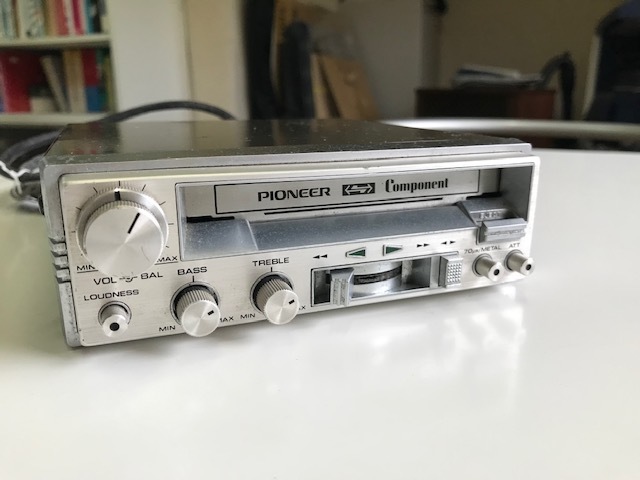 PIONEER Component
MIN MAX
VOL BAL
LOUDNESS
BASS
MIN MAX
TREBLE
MIN MAX
70µs/METAL
ATT